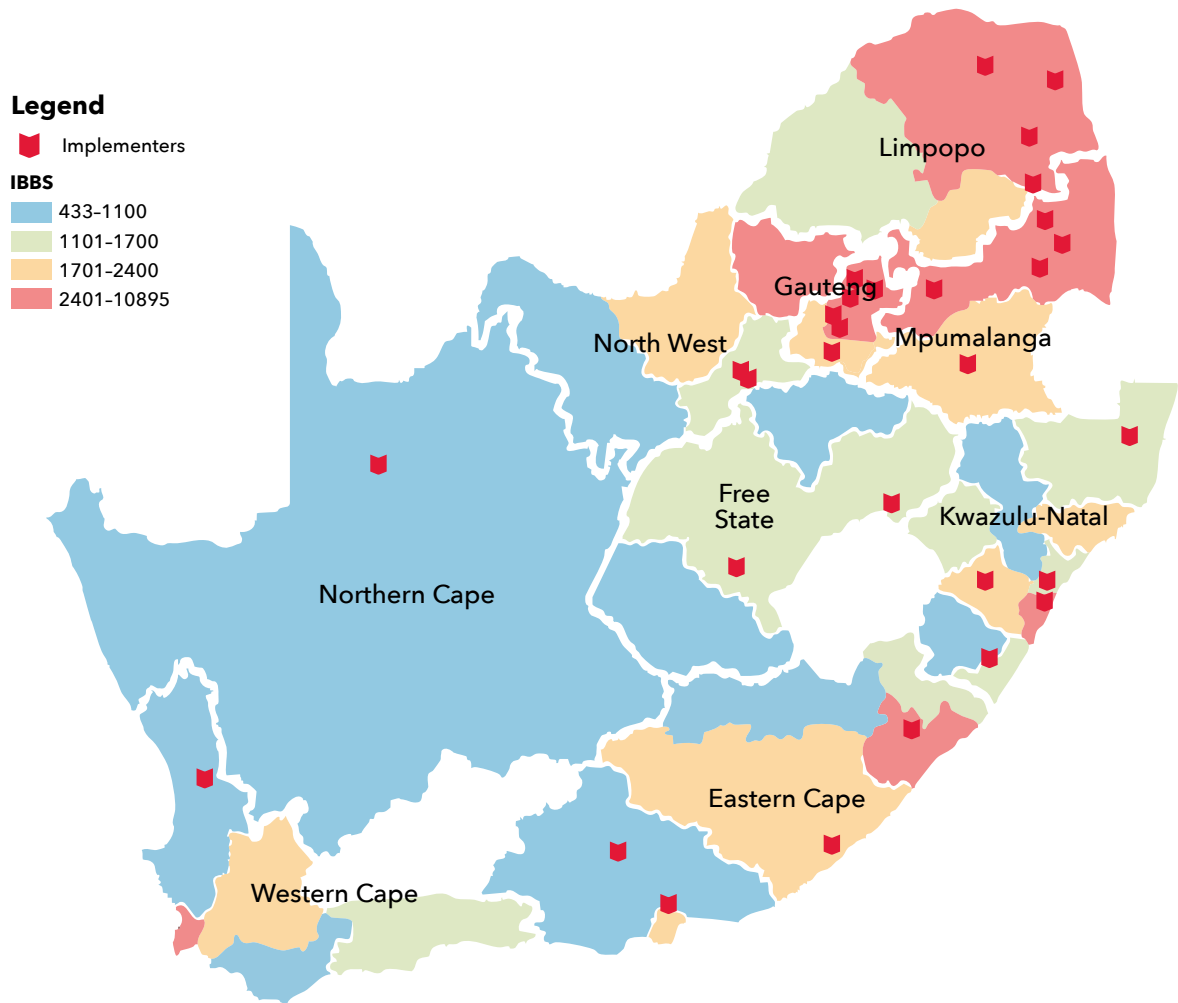 Legend
Implementers
IBBS
433–1100
1101–1700
1701–2400
2401–10895
Limpopo
Gauteng
North West
Mpumalanga
Free
State
Kwazulu-Natal
Northern Cape
Eastern Cape
Western Cape